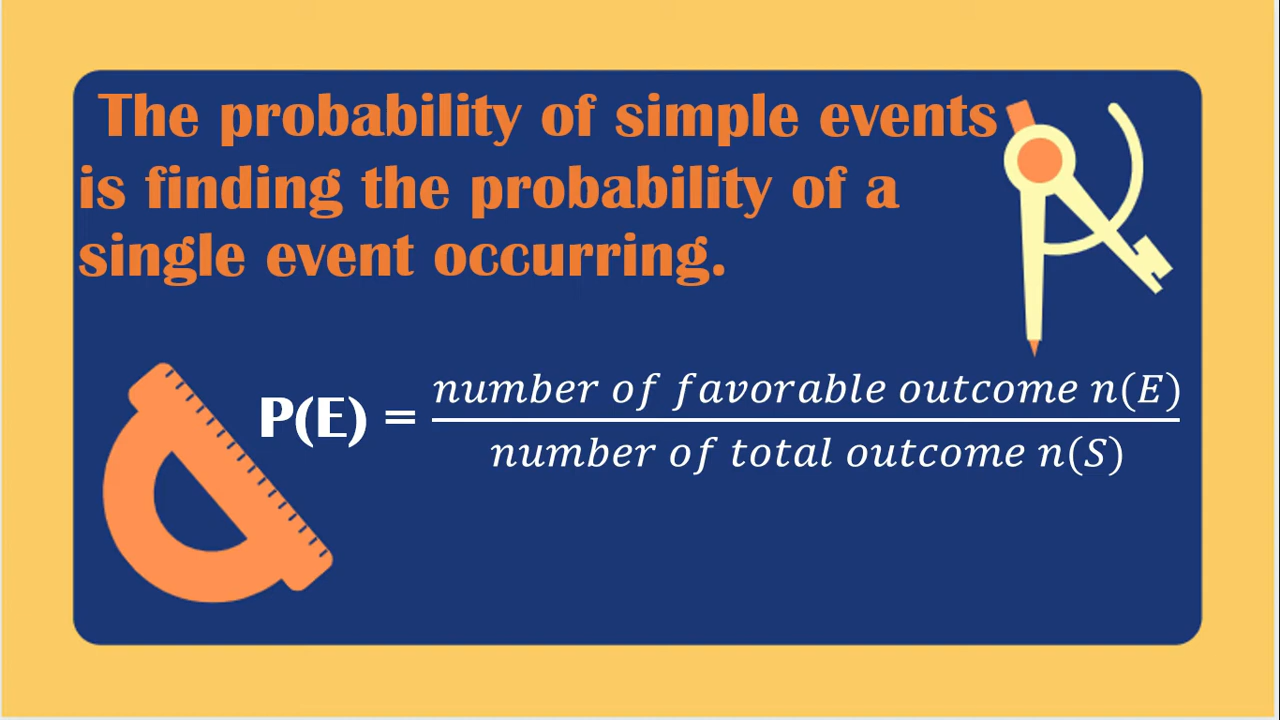 The probability of simple events
is finding the probability of a
single event occurring.
P(E) = number of favorable outcome n(E)
number of total outcome n(S)